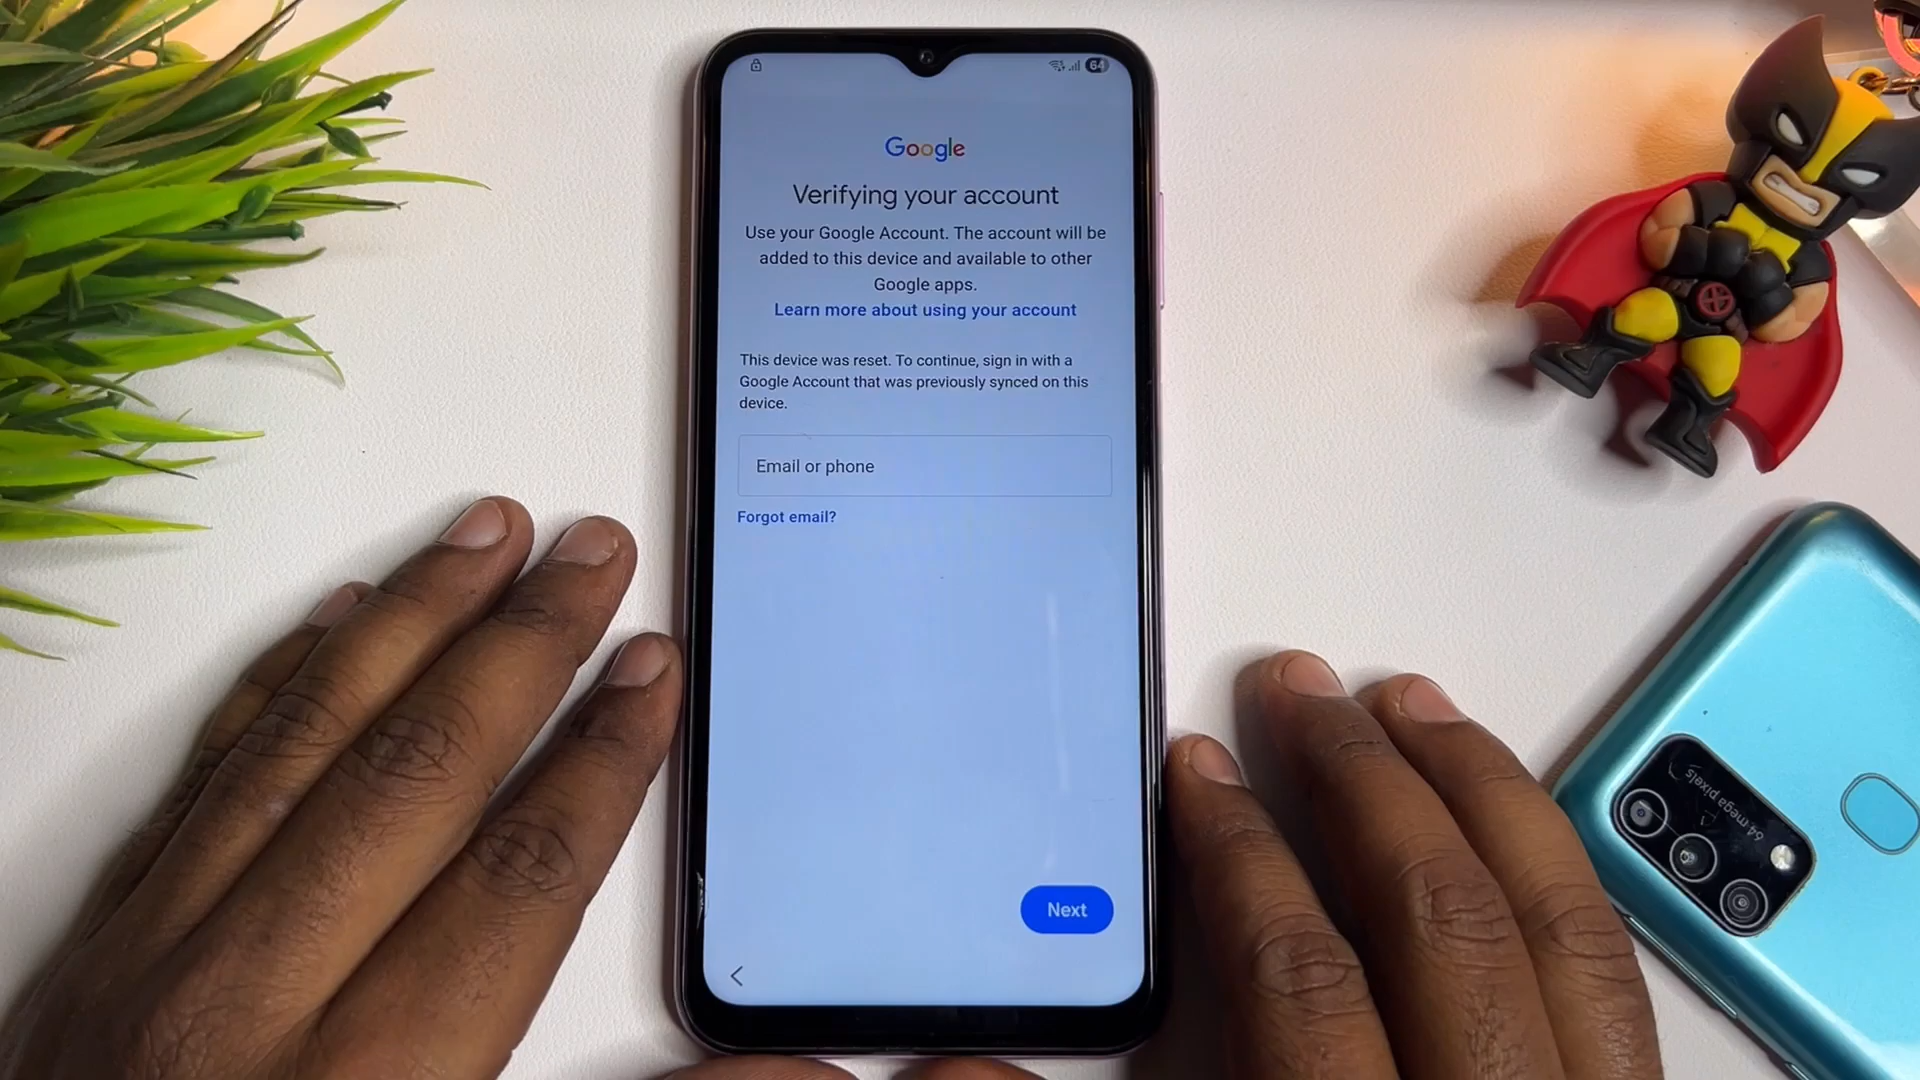 64
Google
Verifying your account
Use your Google Account. The account will be
added to this device and available to other
Google apps.
Learn more about using your account
This device was reset. To continue, sign in with a
Google Account that was previously synced on this
device.
Email or phone
Forgot email?
Next
64 mega pixels